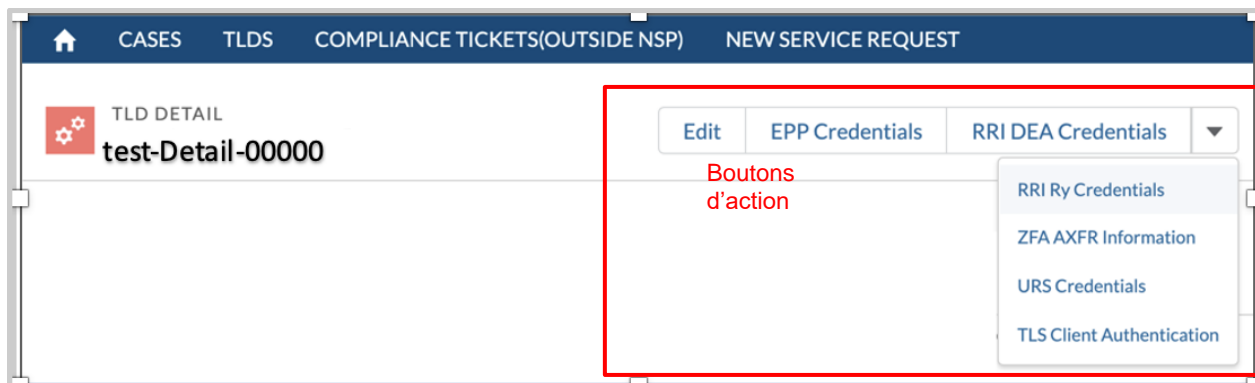 CASES TLDS COMPLIANCE TICKETS(OUTSIDE NSP) NEW SERVICE REQUEST
TLD DETAIL
test-Detail-00000
Edit EPP Credentials RRI DEA Credentials
Boutons
d'action
RRI Ry Credentials
ZFA AXFR Information
URS Credentials
TLS Client Authentication